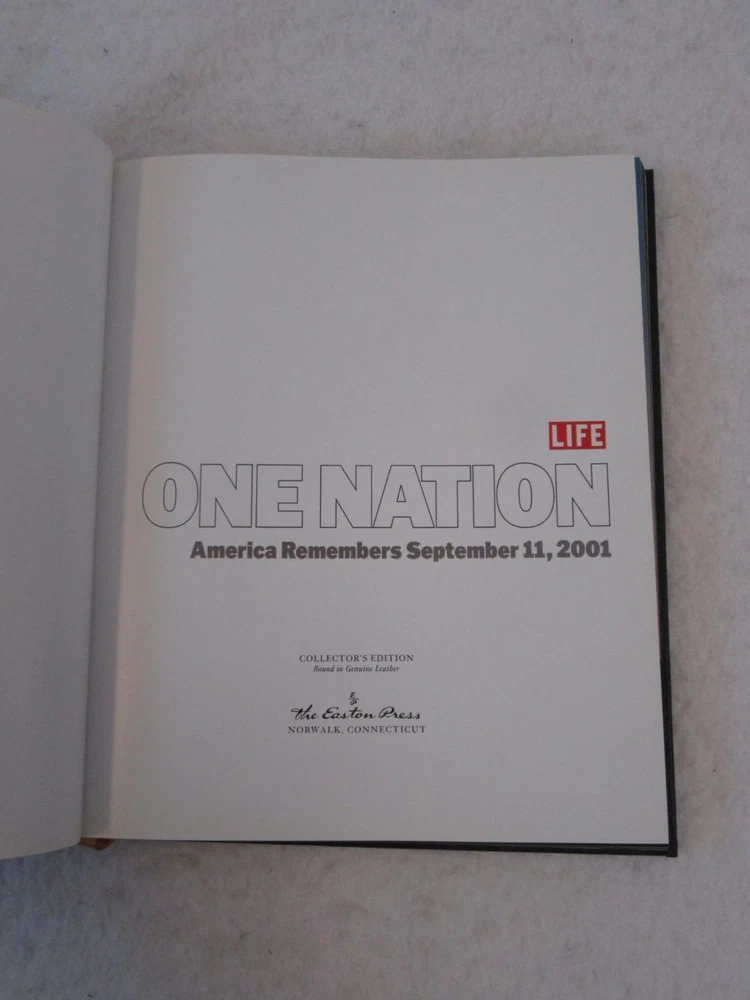 LIFE
ONE NATION
America Remembers September 11, 2001
COLLECTOR'S EDITION
Bound in Genuine Leather
The Easton Press
NORWALK, CONNECTICUT